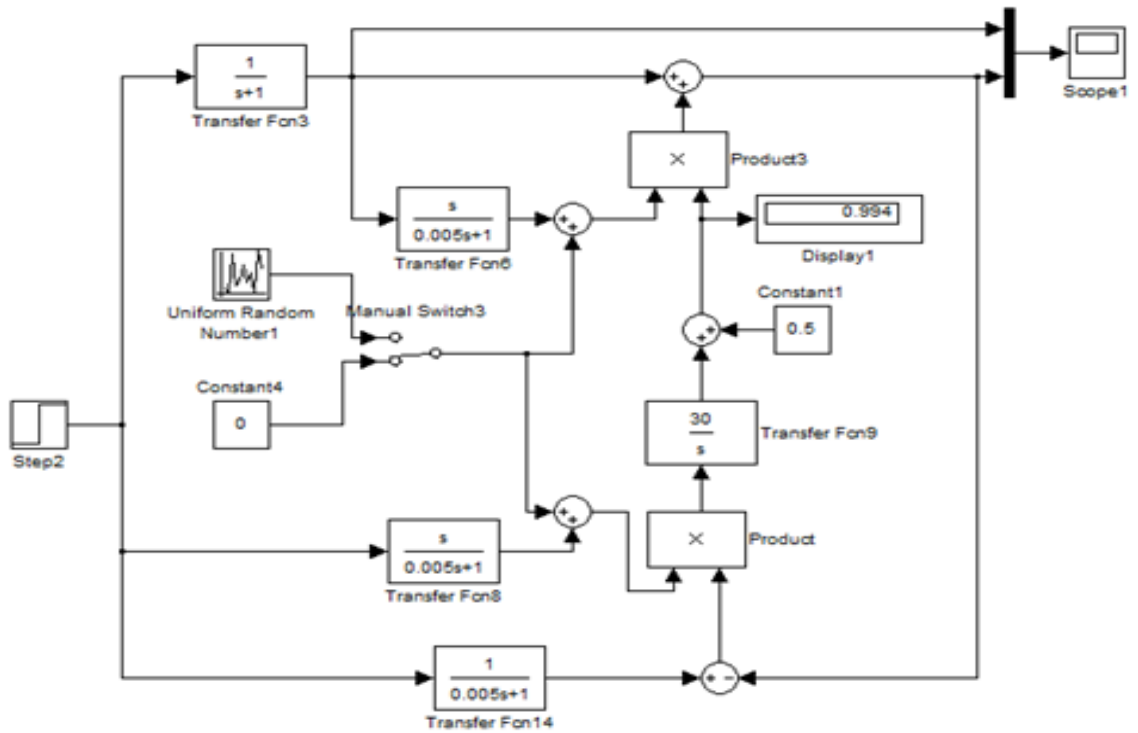 1
s+1
Transfer Fcn3
+
+
Scope1
×
Product3
s
0.005s+1
Transfer Fcn6
+
+
0.994
Display1
Uniform Random
Number1
Manual Switch3
Constant1
+
+
0.5
Constant4
0
Step2
30
s
Transfer Fcn9
s
0.005s+1
Transfer Fcn8
+
+
×
Product
1
0.005s+1
Transfer Fcn14
+
−